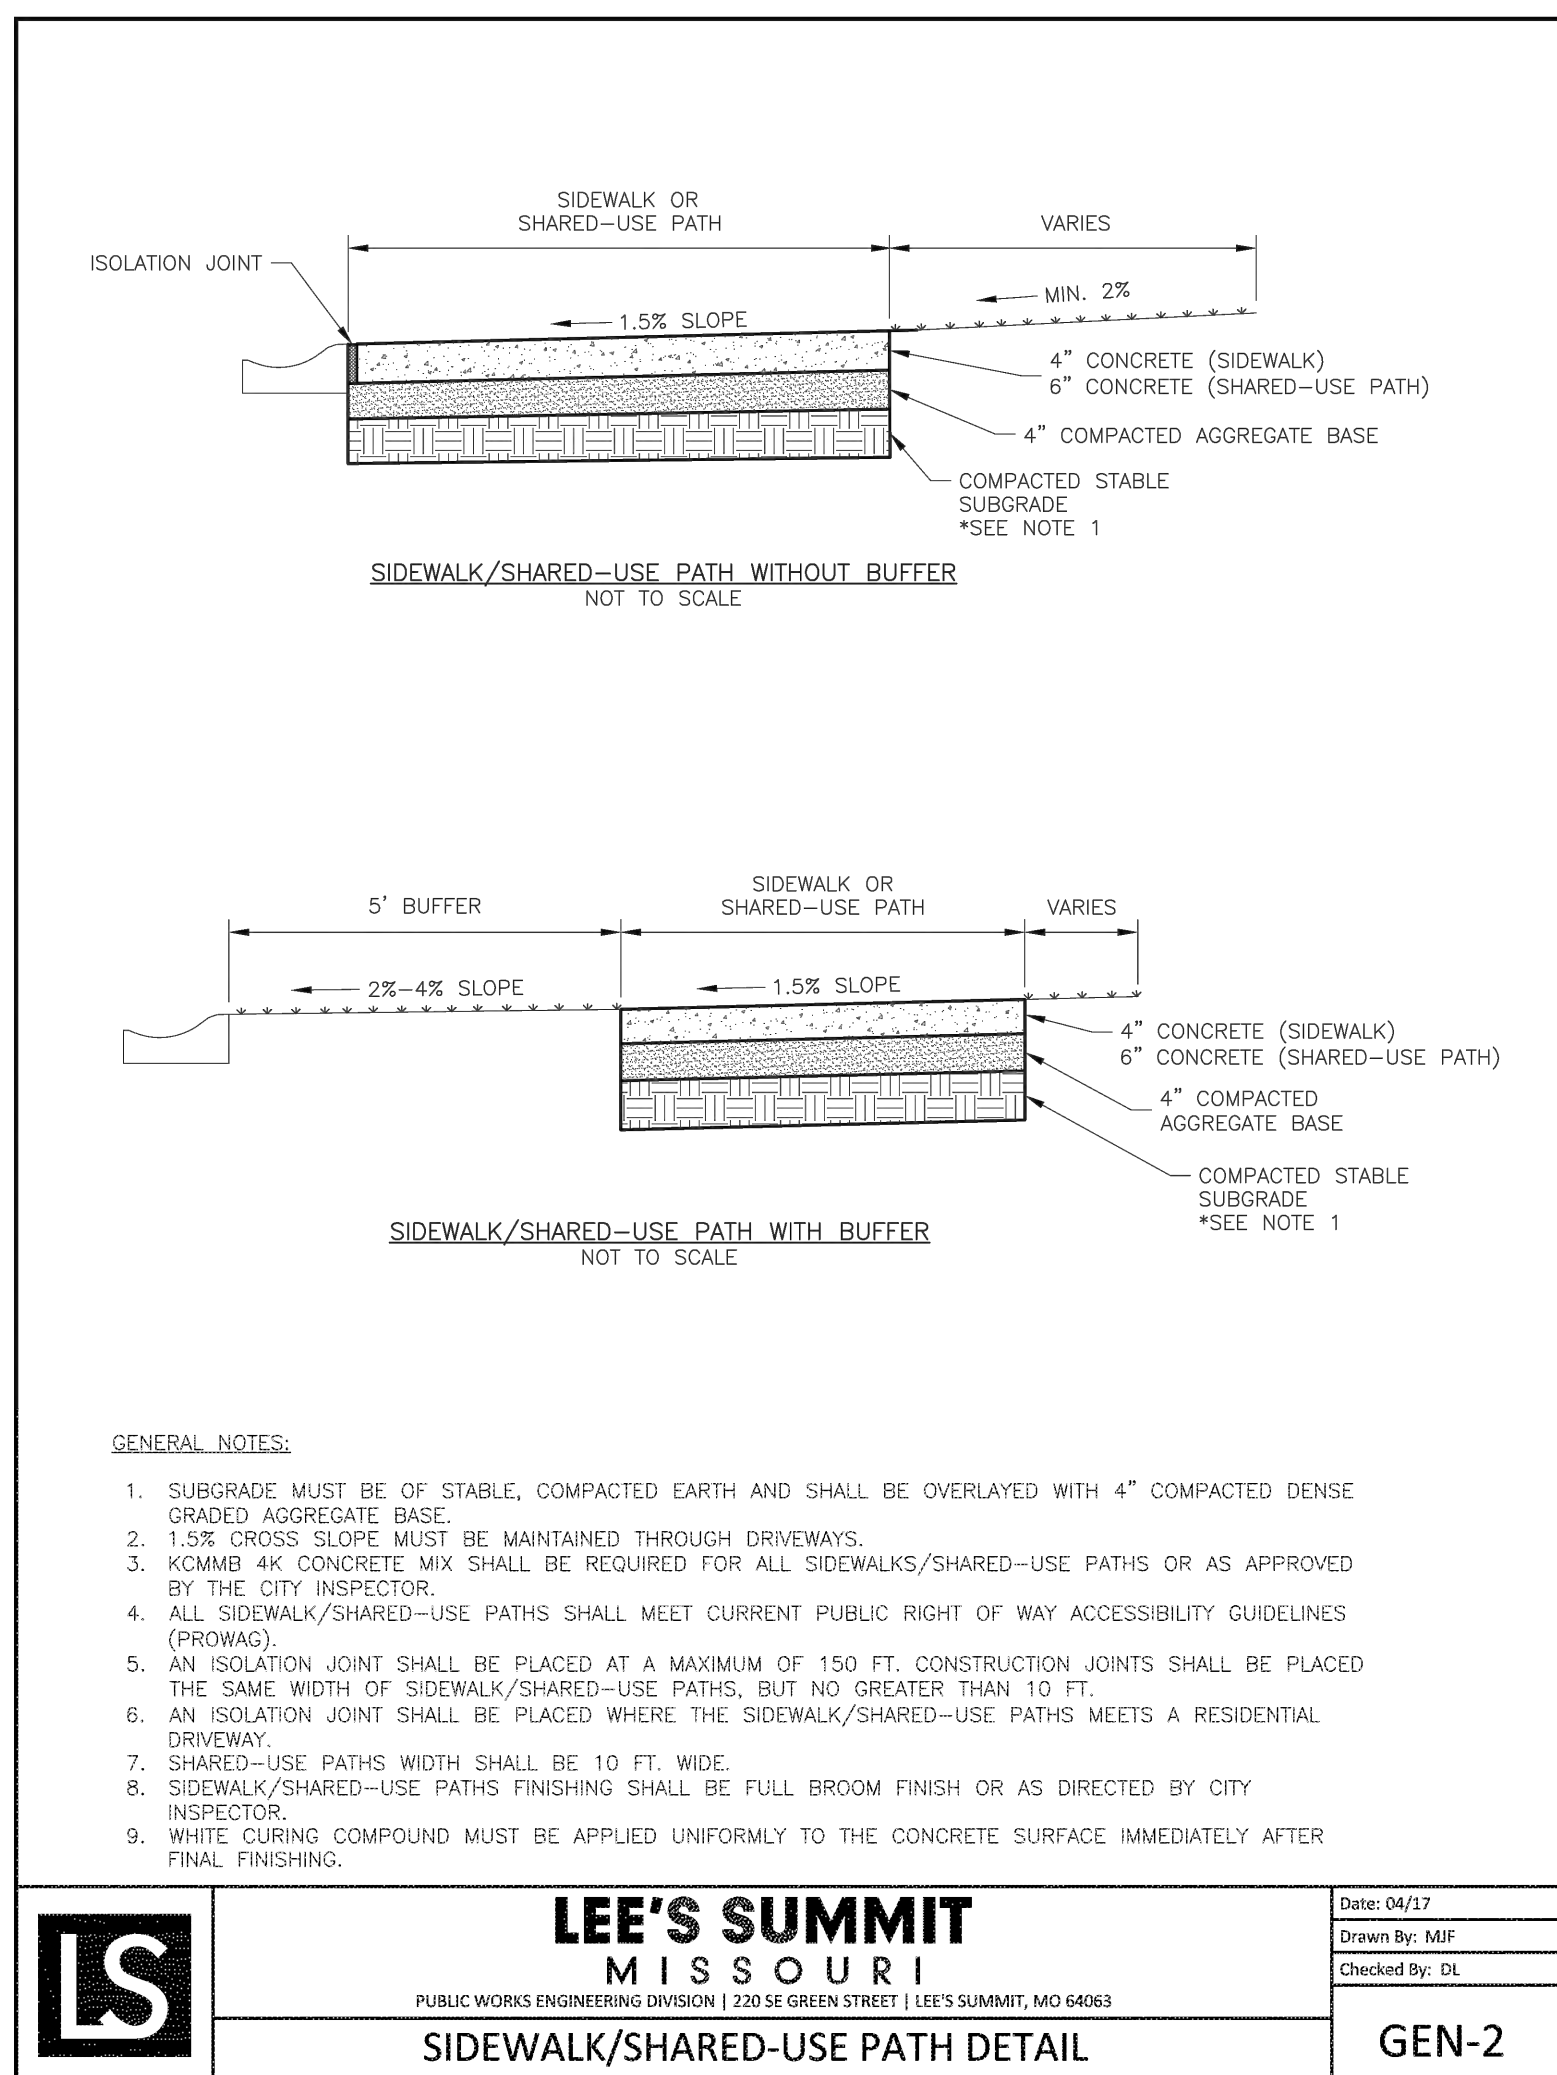 SIDEWALK OR
SHARED-USE PATH
VARIES
ISOLATION JOINT
MIN. 2%
1.5% SLOPE
4" CONCRETE (SIDEWALK)
6" CONCRETE (SHARED-USE PATH)
4" COMPACTED AGGREGATE BASE
COMPACTED STABLE
SUBGRADE
*SEE NOTE 1
SIDEWALK/SHARED-USE PATH WITHOUT BUFFER
NOT TO SCALE
SIDEWALK OR
SHARED-USE PATH
5' BUFFER
VARIES
2%-4% SLOPE
1.5% SLOPE
4" CONCRETE (SIDEWALK)
6" CONCRETE (SHARED-USE PATH)
4" COMPACTED
AGGREGATE BASE
COMPACTED STABLE
SUBGRADE
*SEE NOTE 1
SIDEWALK/SHARED-USE PATH WITH BUFFER
NOT TO SCALE
GENERAL NOTES:
1. SUBGRADE MUST BE OF STABLE, COMPACTED EARTH AND SHALL BE OVERLAYED WITH 4" COMPACTED DENSE
GRADED AGGREGATE BASE.
2. 1.5% CROSS SLOPE MUST BE MAINTAINED THROUGH DRIVEWAYS.
3. KCMMB 4K CONCRETE MIX SHALL BE REQUIRED FOR ALL SIDEWALKS/SHARED-USE PATHS OR AS APPROVED
BY THE CITY INSPECTOR.
4. ALL SIDEWALK/SHARED-USE PATHS SHALL MEET CURRENT PUBLIC RIGHT OF WAY ACCESSIBILITY GUIDELINES
(PROWAG).
5. AN ISOLATION JOINT SHALL BE PLACED AT A MAXIMUM OF 150 FT. CONSTRUCTION JOINTS SHALL BE PLACED
THE SAME WIDTH OF SIDEWALK/SHARED-USE PATHS, BUT NO GREATER THAN 10 FT.
6. AN ISOLATION JOINT SHALL BE PLACED WHERE THE SIDEWALK/SHARED-USE PATHS MEETS A RESIDENTIAL
DRIVEWAY.
7. SHARED-USE PATHS WIDTH SHALL BE 10 FT. WIDE.
8. SIDEWALK/SHARED-USE PATHS FINISHING SHALL BE FULL BROOM FINISH OR AS DIRECTED BY CITY
INSPECTOR.
9. WHITE CURING COMPOUND MUST BE APPLIED UNIFORMLY TO THE CONCRETE SURFACE IMMEDIATELY AFTER
FINAL FINISHING.
LS
LEE'S SUMMIT
MISSOURI
PUBLIC WORKS ENGINEERING DIVISION | 220 SE GREEN STREET | LEE'S SUMMIT, MO 64063
SIDEWALK/SHARED-USE PATH DETAIL
Date: 04/17
Drawn By: MJF
Checked By: DL
GEN-2